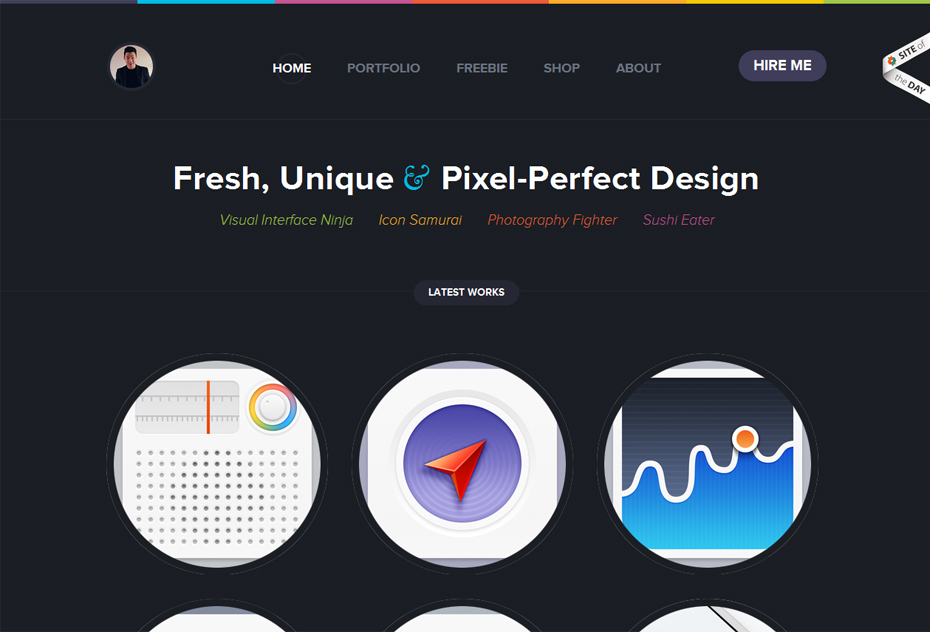 HOME PORTFOLIO FREEBIE SHOP ABOUT HIRE ME
SITE of
the DAY
Fresh, Unique & Pixel-Perfect Design
Visual Interface Ninja Icon Samurai Photography Fighter Sushi Eater
LATEST WORKS